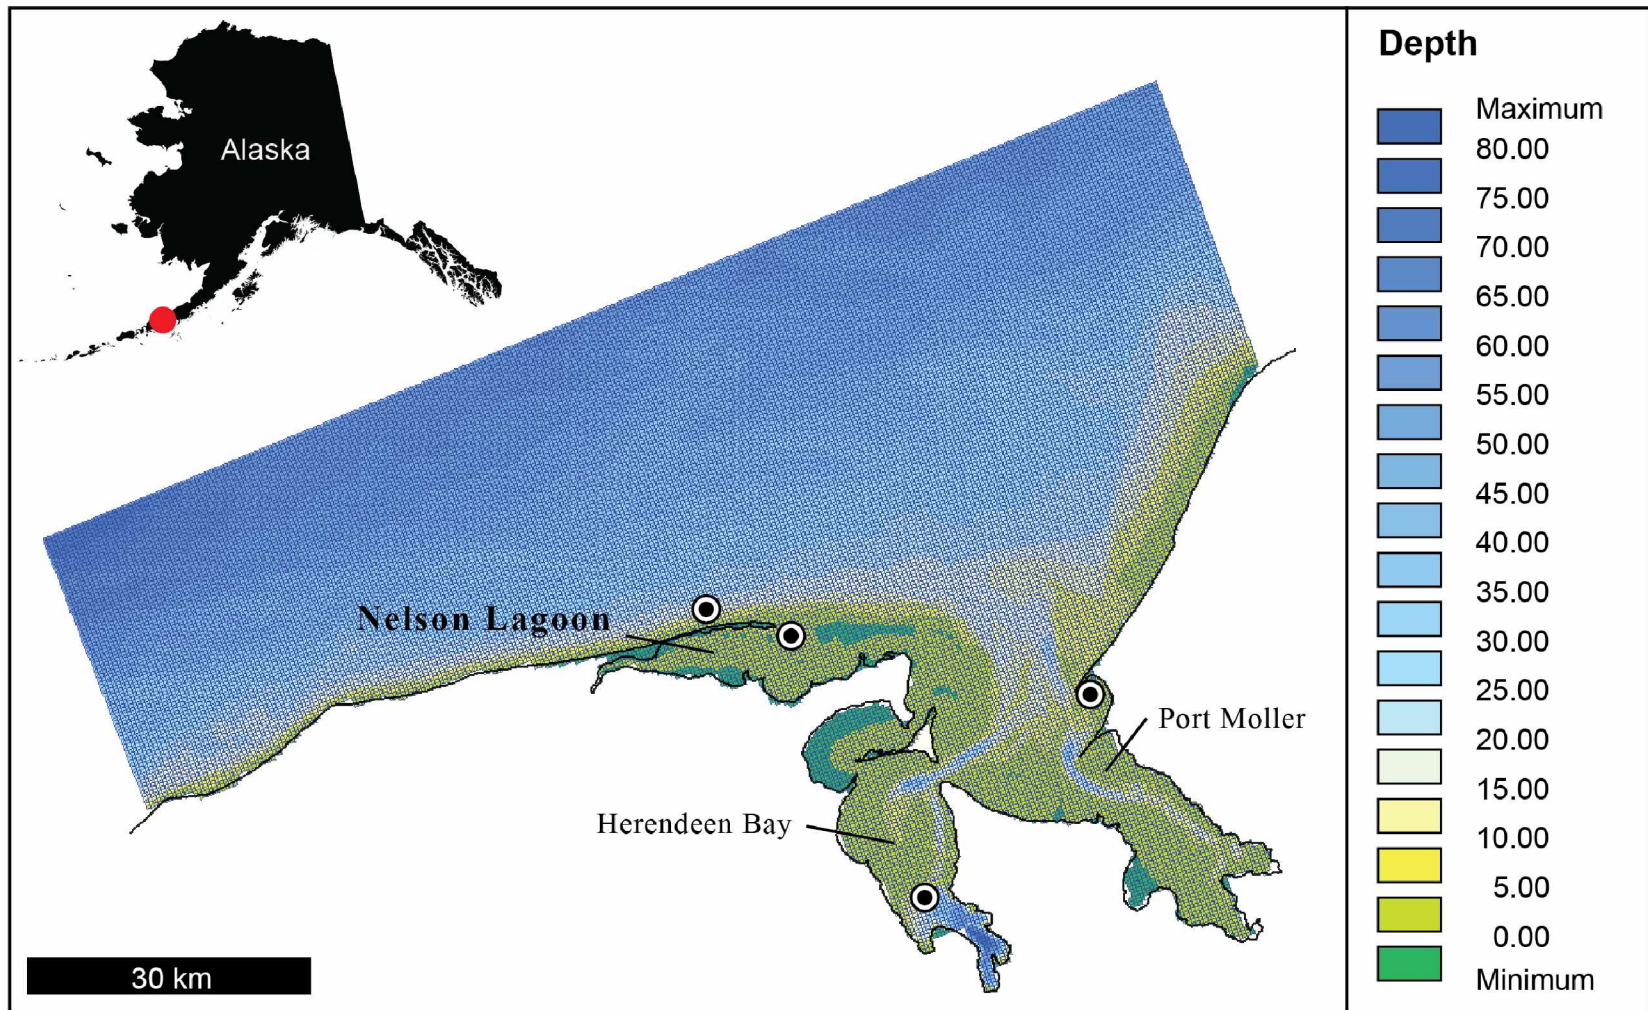 Alaska
Nelson Lagoon
Port Moller
Herendeen Bay
30 km
Depth
Maximum
80.00
75.00
70.00
65.00
60.00
55.00
50.00
45.00
40.00
35.00
30.00
25.00
20.00
15.00
10.00
5.00
0.00
Minimum